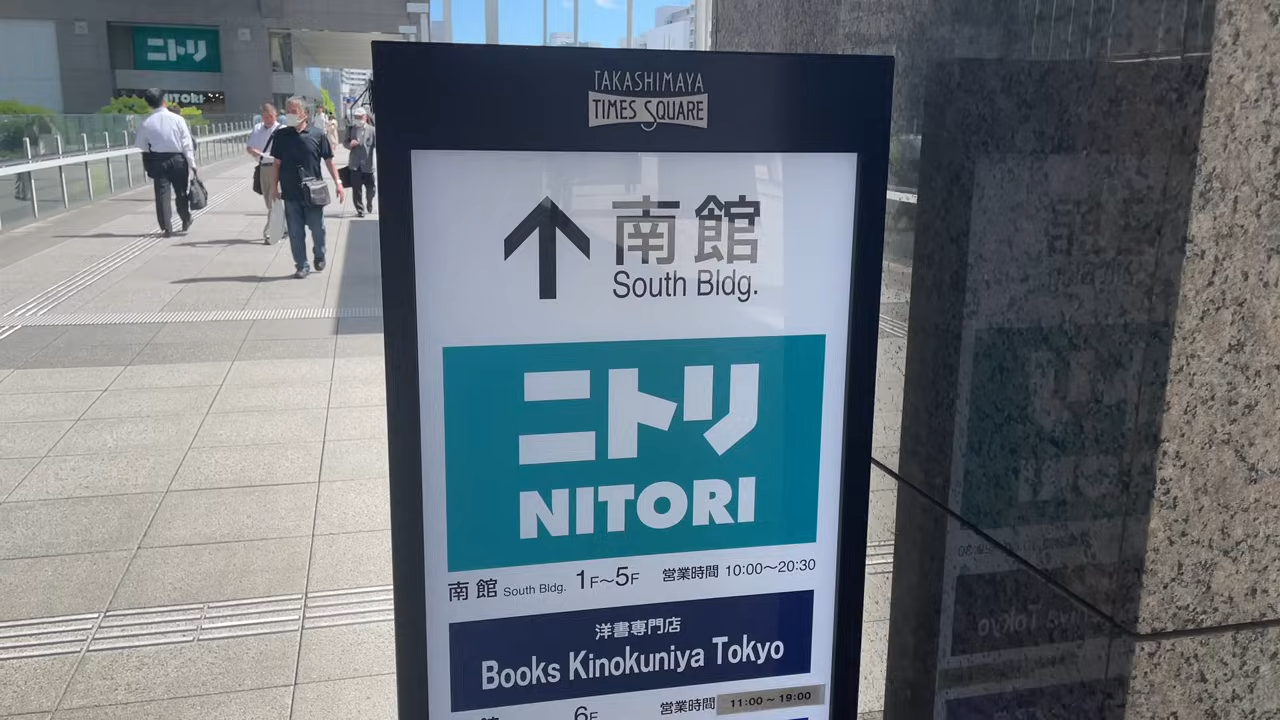 ニトリ
NITORI
TAKASHIMAYA
TIMES SQUARE
南館
South Bldg.
ニトリ
NITORI
南館 South Bldg. 1F～5F 営業時間 10:00～20:30
洋書専門店
Books Kinokuniya Tokyo
6F 営業時間 11:00～19:00